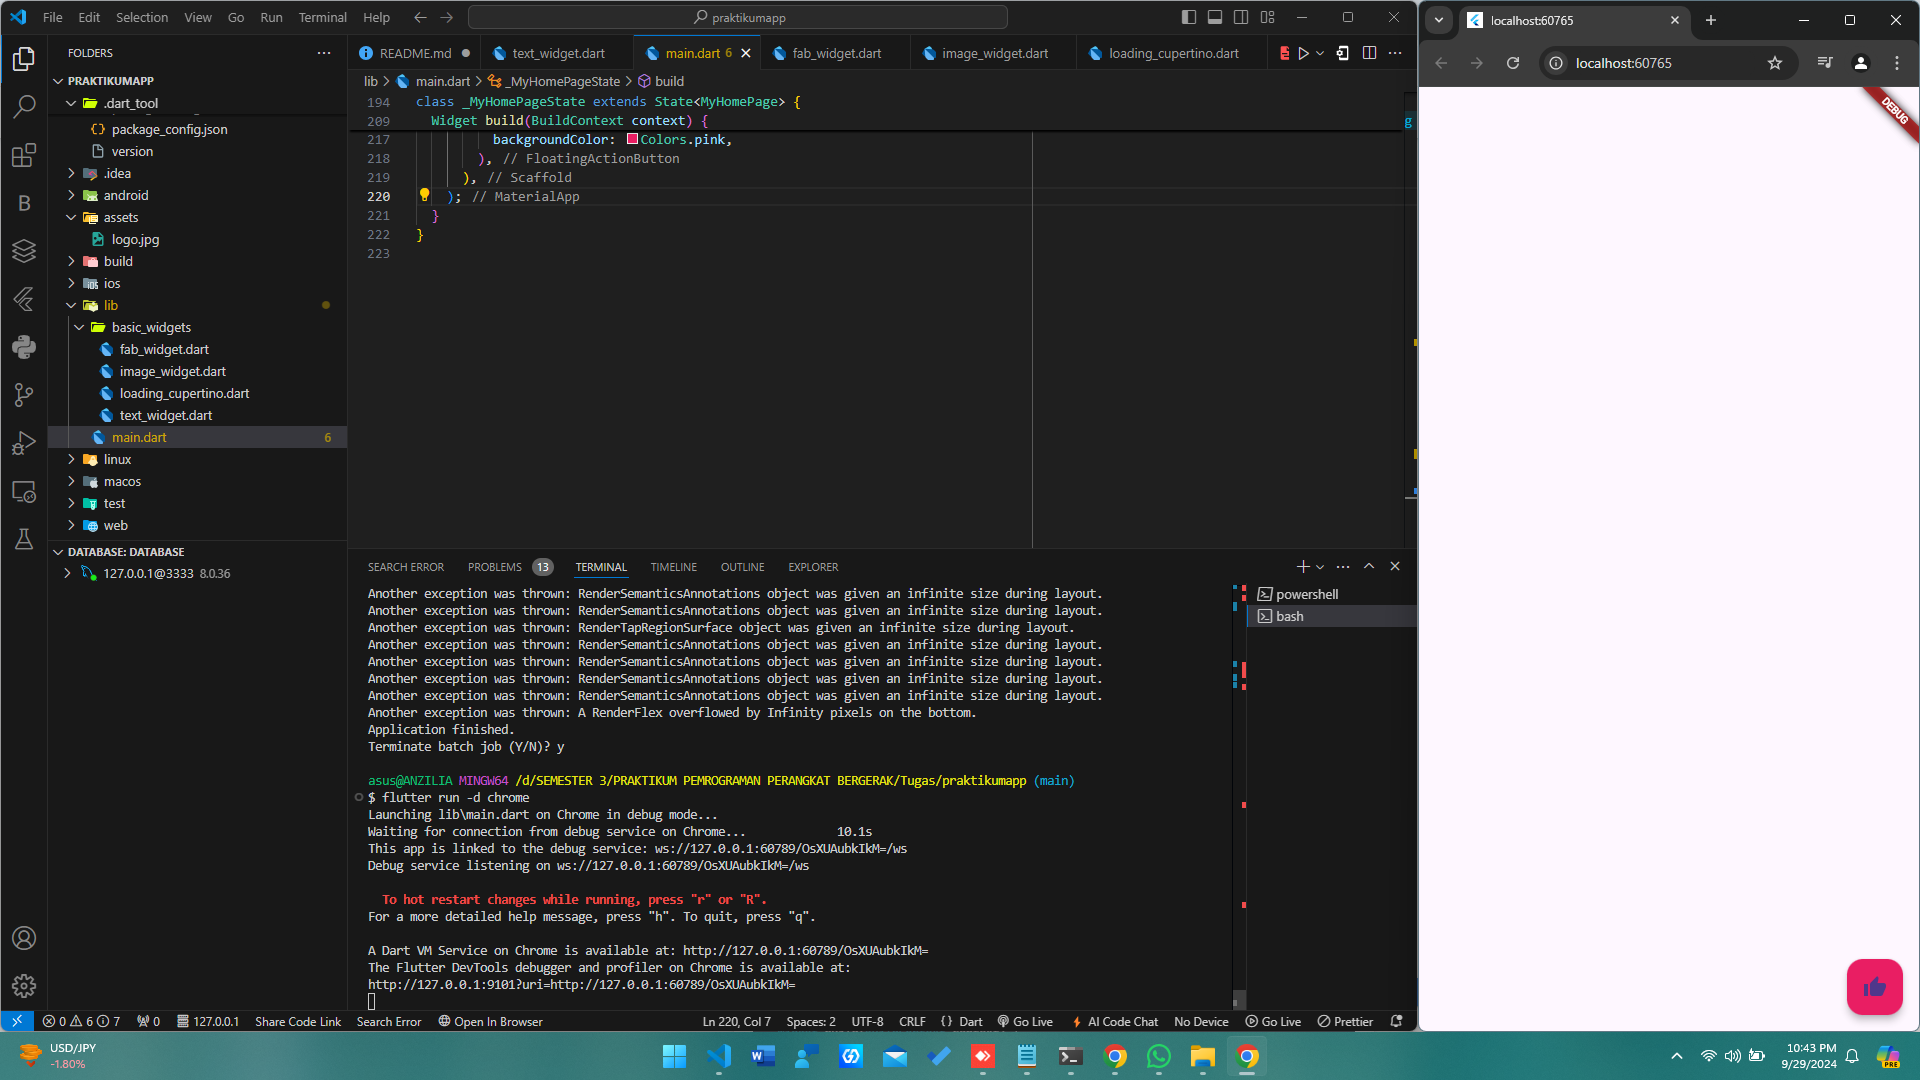 File Edit Selection View Go Run Terminal Help
praktikumapp
localhost:60765
localhost:60765
DEBUG
FOLDERS
PRAKTIKUMAPP
.dart_tool
package_config.json
version
.idea
android
assets
logo.jpg
build
ios
lib
basic_widgets
fab_widget.dart
image_widget.dart
loading_cupertino.dart
text_widget.dart
main.dart 6
linux
macos
test
web
DATABASE: DATABASE
127.0.0.1@3333 8.0.36
README.md text_widget.dart main.dart 6 fab_widget.dart image_widget.dart loading_cupertino.dart
lib > main.dart > _MyHomePageState > build
194 class _MyHomePageState extends State<MyHomePage> {
209 Widget build(BuildContext context) {
217 backgroundColor: Colors.pink,
218 ), // FloatingActionButton
219 ), // Scaffold
220 ); // MaterialApp
221 }
222 }
223
SEARCH ERROR PROBLEMS 13 TERMINAL TIMELINE OUTLINE EXPLORER
Another exception was thrown: RenderSemanticsAnnotations object was given an infinite size during layout.
Another exception was thrown: RenderSemanticsAnnotations object was given an infinite size during layout.
Another exception was thrown: RenderTapRegionSurface object was given an infinite size during layout.
Another exception was thrown: RenderSemanticsAnnotations object was given an infinite size during layout.
Another exception was thrown: RenderSemanticsAnnotations object was given an infinite size during layout.
Another exception was thrown: RenderSemanticsAnnotations object was given an infinite size during layout.
Another exception was thrown: RenderSemanticsAnnotations object was given an infinite size during layout.
Another exception was thrown: A RenderFlex overflowed by Infinity pixels on the bottom.
Application finished.
Terminate batch job (Y/N)? y
asus@ANZILIA MINGW64 /d/SEMESTER 3/PRAKTIKUM PEMROGRAMAN PERANGKAT BERGERAK/Tugas/praktikumapp (main)
$ flutter run -d chrome
Launching lib\main.dart on Chrome in debug mode...
Waiting for connection from debug service on Chrome... 10.1s
This app is linked to the debug service: ws://127.0.0.1:60789/OsXUAubkIkM=/ws
Debug service listening on ws://127.0.0.1:60789/OsXUAubkIkM=/ws
To hot restart changes while running, press "r" or "R".
For a more detailed help message, press "h". To quit, press "q".
A Dart VM Service on Chrome is available at: http://127.0.0.1:60789/OsXUAubkIkM=
The Flutter DevTools debugger and profiler on Chrome is available at:
http://127.0.0.1:9101?uri=http://127.0.0.1:60789/OsXUAubkIkM=
powershell
bash
0 6 7 0 127.0.0.1 Share Code Link Search Error Open In Browser Ln 220, Col 7 Spaces: 2 UTF-8 CRLF {} Dart Go Live AI Code Chat No Device Go Live Prettier
USD/JPY
-1.80%
10:43 PM
9/29/2024
PRE